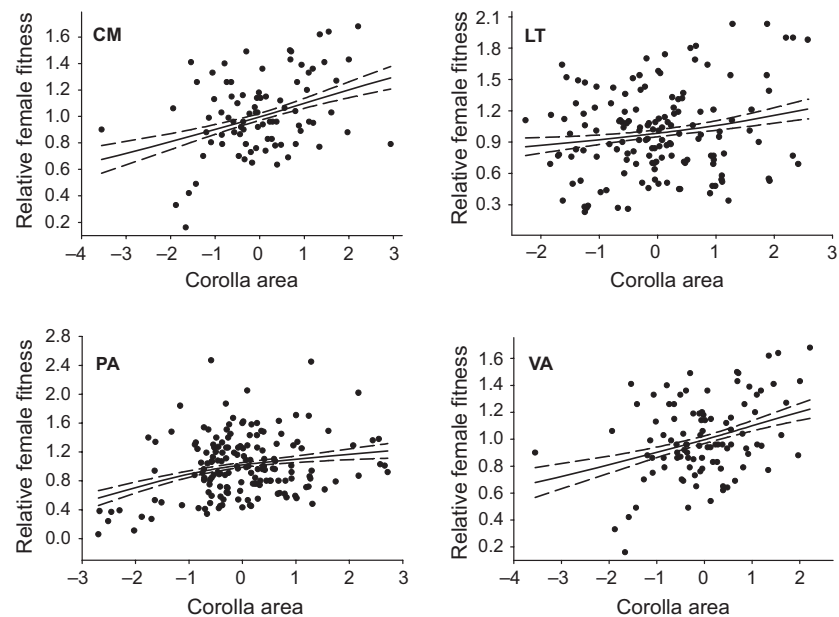 CM
Relative female fitness
1.6
1.4
1.2
1.0
0.8
0.6
0.4
0.2
–4 –3 –2 –1 0 1 2 3
Corolla area
LT
Relative female fitness
2.1
1.8
1.5
1.2
0.9
0.6
0.3
–2 –1 0 1 2 3
Corolla area
PA
Relative female fitness
2.8
2.4
2.0
1.6
1.2
0.8
0.4
0.0
–3 –2 –1 0 1 2 3
Corolla area
VA
Relative female fitness
1.6
1.4
1.2
1.0
0.8
0.6
0.4
0.2
–4 –3 –2 –1 0 1 2
Corolla area